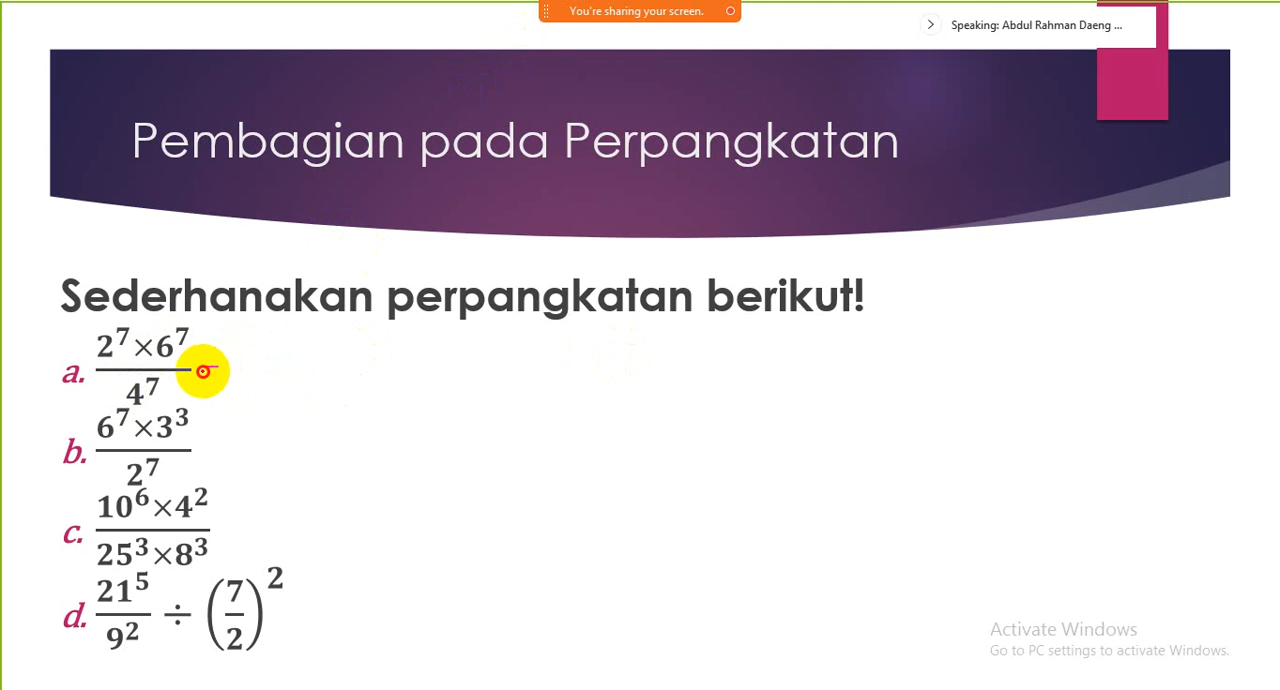 You're sharing your screen.
Speaking: Abdul Rahman Daeng ...
Pembagian pada Perpangkatan
Sederhanakan perpangkatan berikut!
a. (2⁷×6⁷)/4⁷
b. (6⁷×3³)/2⁷
c. (10⁶×4²)/(25³×8³)
d. 21⁵/9² ÷ (7/2)²
Activate Windows
Go to PC settings to activate Windows.